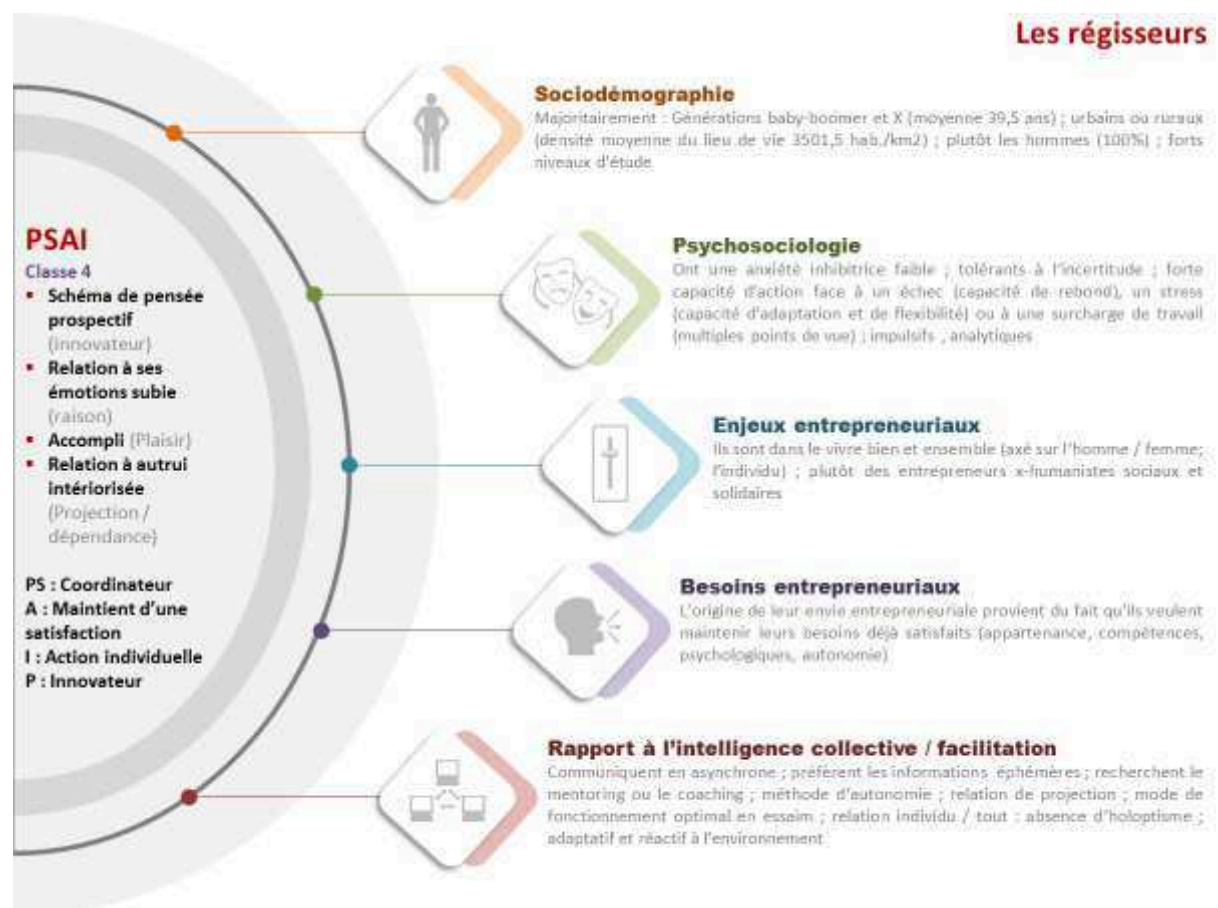 Les régisseurs
Sociodémographie
Majoritairement : Générations baby-boomer et X (moyenne 39,5 ans) ; urbains ou ruraux
(densité moyenne du lieu de vie 3501,5 hab./km2) ; plutôt les hommes (100%) ; forts
niveaux d'étude
PSAI
Classe 4
▪ Schéma de pensée
prospectif
(innovateur)
▪ Relation à ses
émotions subie
(raison)
▪ Accompli (Plaisir)
▪ Relation à autrui
intériorisée
(Projection /
dépendance)
PS : Coordinateur
A : Maintient d'une
satisfaction
I : Action individuelle
P : Innovateur
Psychosociologie
Ont une anxiété inhibitrice faible ; tolérants à l'incertitude ; forte
capacité d'action face à un échec (capacité de rebond), un stress
(capacité d'adaptation et de flexibilité) ou à une surcharge de travail
(multiples points de vue) ; impulsifs , analytiques
Enjeux entrepreneuriaux
Ils sont dans le vivre bien et ensemble (axé sur l'homme / femme;
l'individu) ; plutôt des entrepreneurs x-humanistes sociaux et
solidaires
Besoins entrepreneuriaux
L'origine de leur envie entrepreneuriale provient du fait qu'ils veulent
maintenir leurs besoins déjà satisfaits (appartenance, compétences,
psychologiques, autonomie)
Rapport à l'intelligence collective / facilitation
Communiquent en asynchrone ; préfèrent les informations éphémères ; recherchent le
mentoring ou le coaching ; méthode d'autonomie ; relation de projection ; mode de
fonctionnement optimal en essaim ; relation individu / tout : absence d'holoptisme ;
adaptatif et réactif à l'environnement